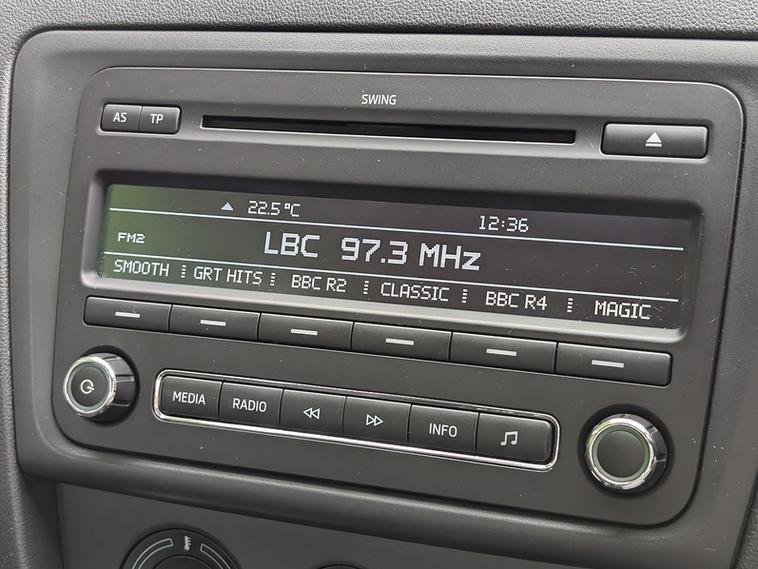 SWING
AS TP
22.5°C 12:36
FM2 LBC 97.3 MHz
SMOOTH GRT HITS BBC R2 CLASSIC BBC R4 MAGIC
MEDIA RADIO INFO